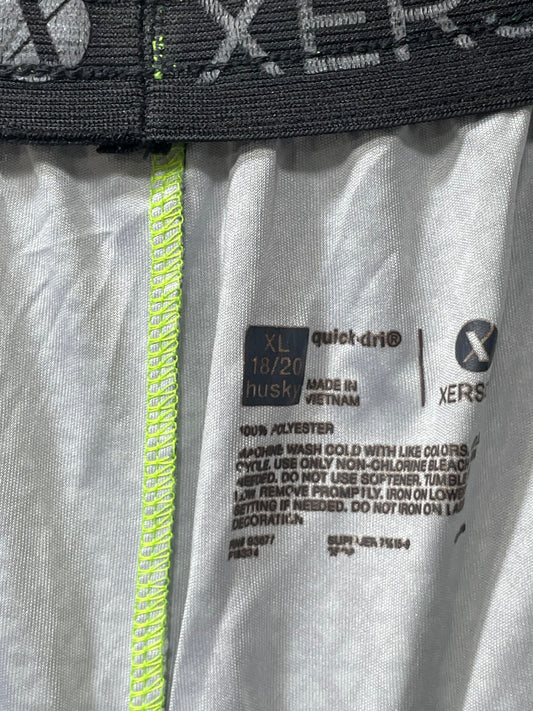 XERS
XL
18/20
husky
quick-dri®
MADE IN
VIETNAM
X
XERS
100% POLYESTER
MACHINE WASH COLD WITH LIKE COLORS,
CYCLE. USE ONLY NON-CHLORINE BLEACH
NEEDED. DO NOT USE SOFTENER. TUMBLE
LOW REMOVE PROMPTLY. IRON ON LOWE
SETTING IF NEEDED. DO NOT IRON ON
DECORATION